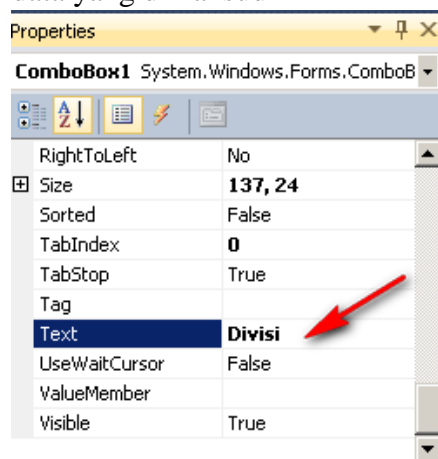 Properties
ComboBox1 System.Windows.Forms.ComboB
RightToLeft No
Size 137, 24
Sorted False
TabIndex 0
TabStop True
Tag
Text Divisi
UseWaitCursor False
ValueMember
Visible True